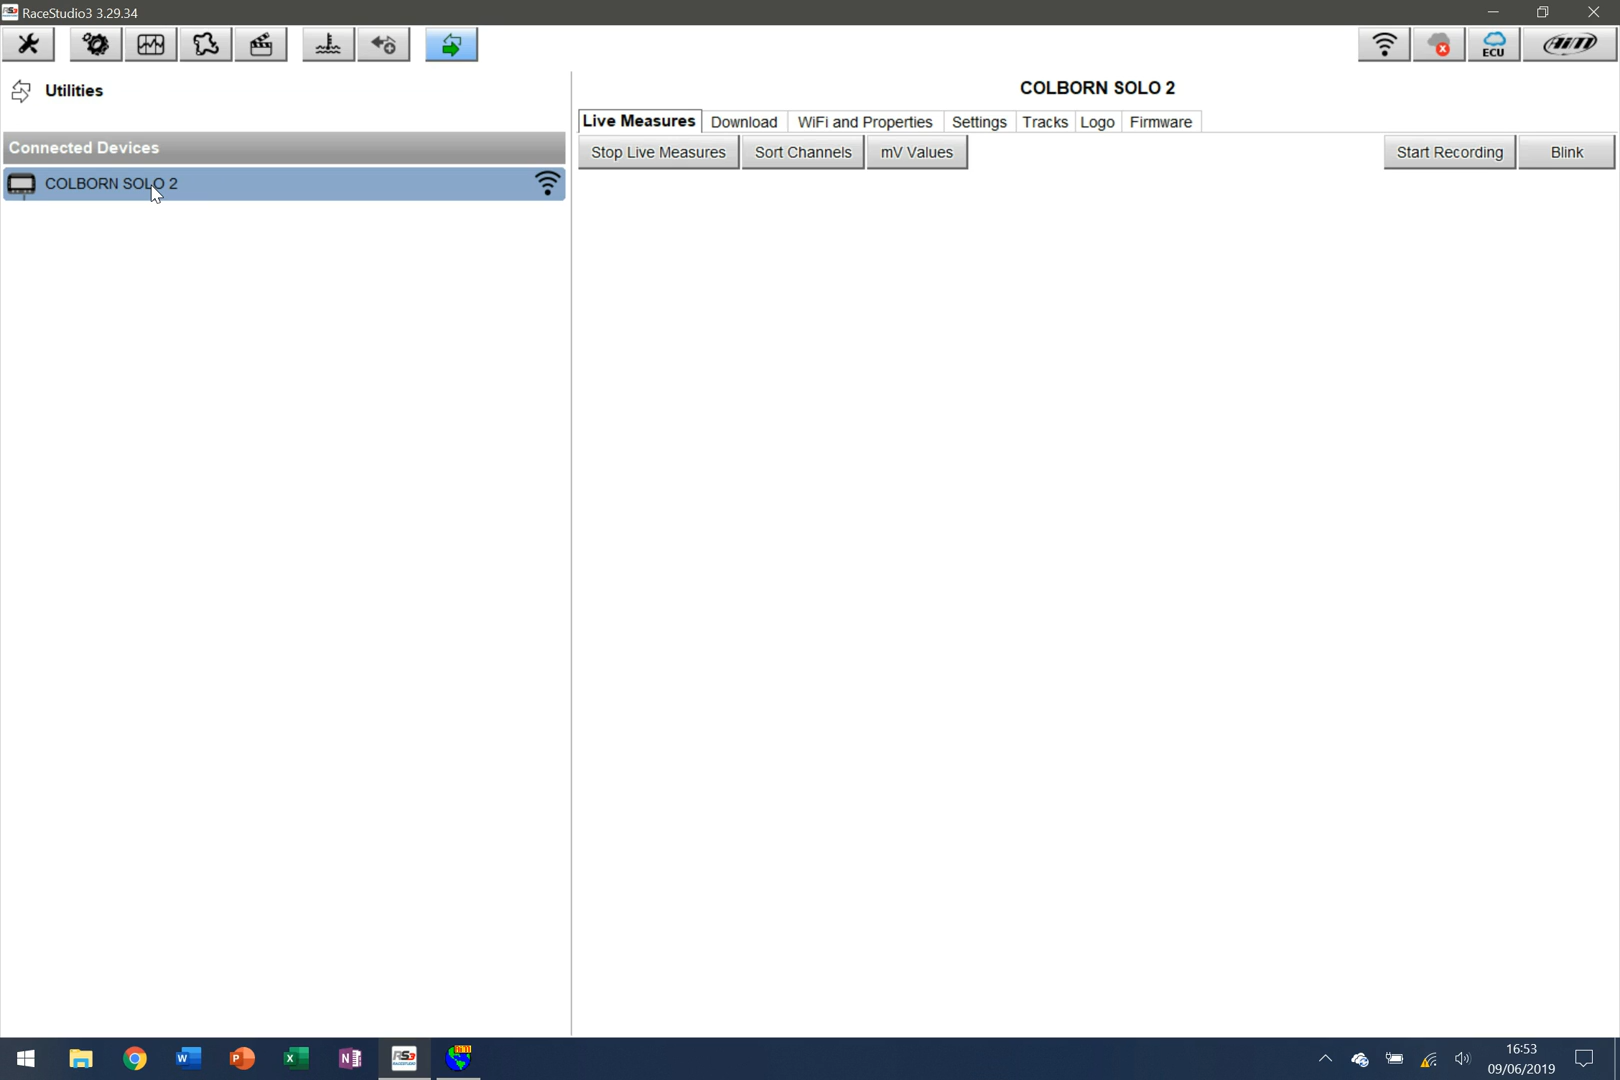 RS3 RaceStudio3 3.29.34
ECU
AiM
Utilities
COLBORN SOLO 2
Live Measures Download WiFi and Properties Settings Tracks Logo Firmware
Connected Devices
Stop Live Measures Sort Channels mV Values Start Recording Blink
COLBORN SOLO 2
16:53
09/06/2019